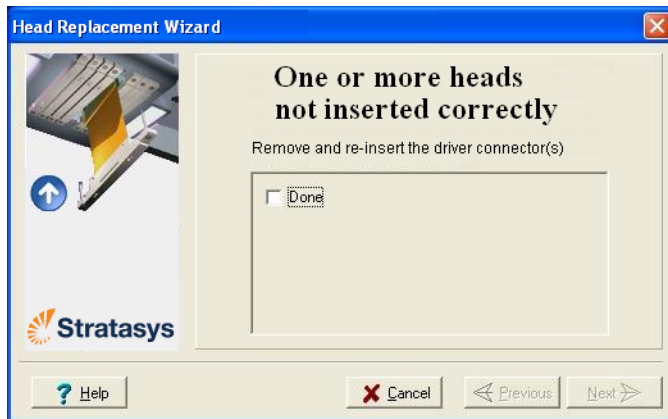 Head Replacement Wizard
One or more heads
not inserted correctly
Remove and re-insert the driver connector(s)
Done
Stratasys
? Help
Cancel
Previous
Next